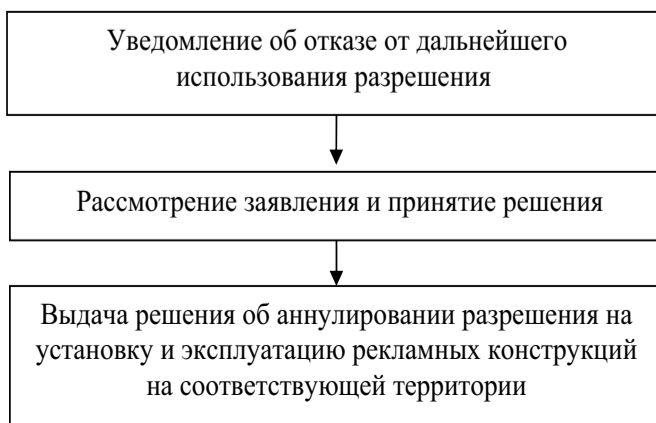 Уведомление об отказе от дальнейшего
использования разрешения
Рассмотрение заявления и принятие решения
Выдача решения об аннулировании разрешения на
установку и эксплуатацию рекламных конструкций
на соответствующей территории